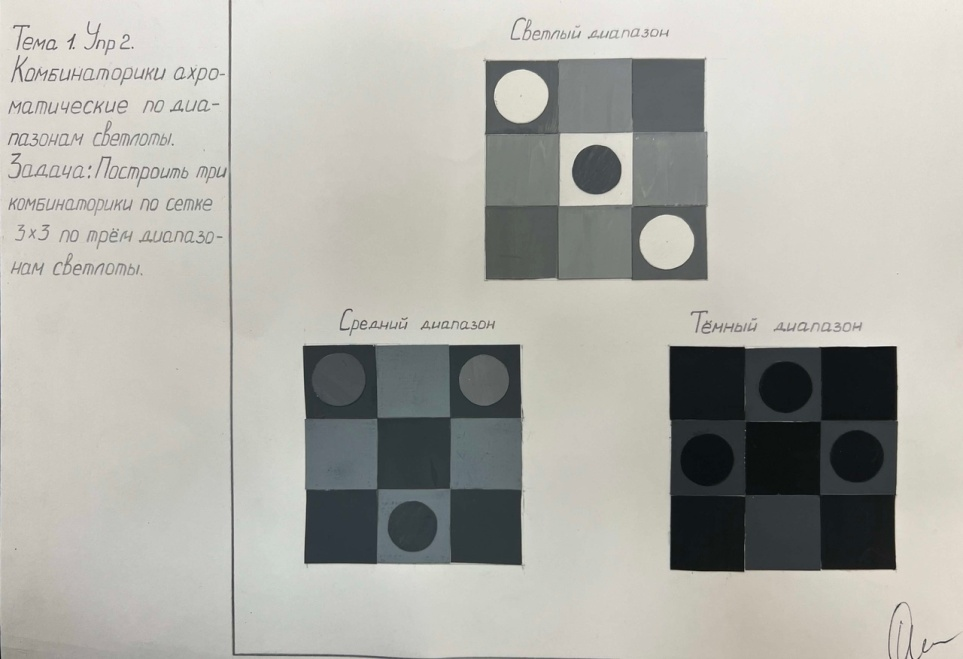 Тема 1. Упр 2.
Комбинаторики ахро-
матические по диа-
пазонам светлоты.
Задача: Построить три
комбинаторики по сетке
3х3 по трём диапазо-
нам светлоты.
Светлый диапазон
Средний диапазон
Тёмный диапазон